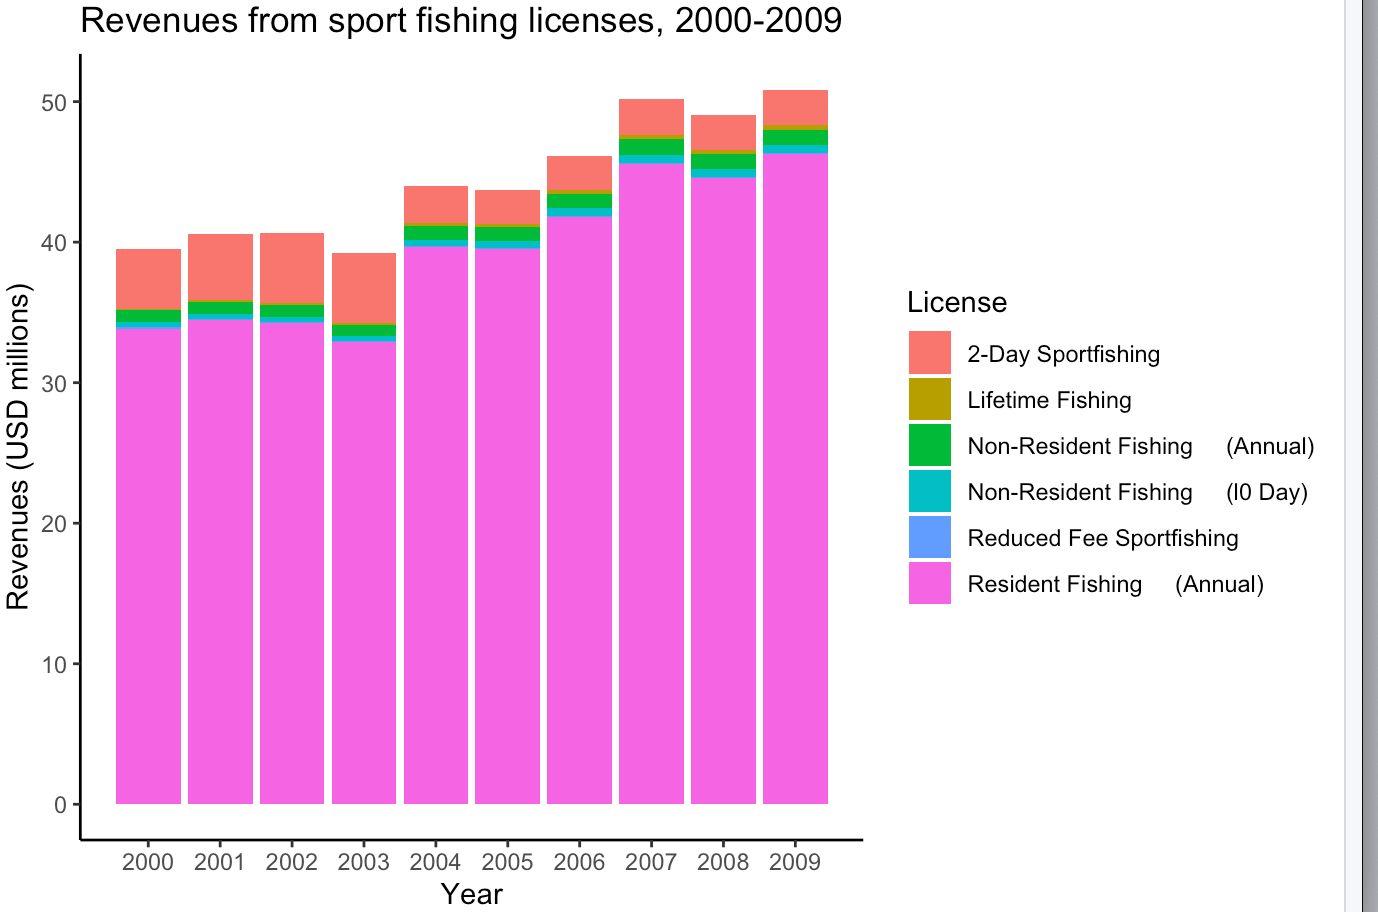 Revenues from sport fishing licenses, 2000-2009
Revenues (USD millions)
50
40
30
20
10
0
2000 2001 2002 2003 2004 2005 2006 2007 2008 2009
Year
License
2-Day Sportfishing
Lifetime Fishing
Non-Resident Fishing (Annual)
Non-Resident Fishing (l0 Day)
Reduced Fee Sportfishing
Resident Fishing (Annual)